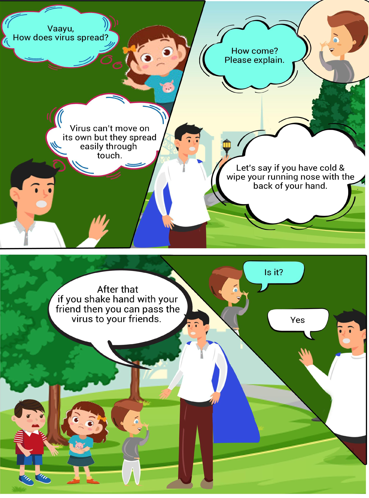 Vaayu,
How does virus spread?
Virus can't move on
its own but they spread
easily through
touch.
How come?
Please explain.
Let's say if you have cold &
wipe your running nose with the
back of your hand.
After that
if you shake hand with your
friend then you can pass the
virus to your friends.
Is it?
Yes